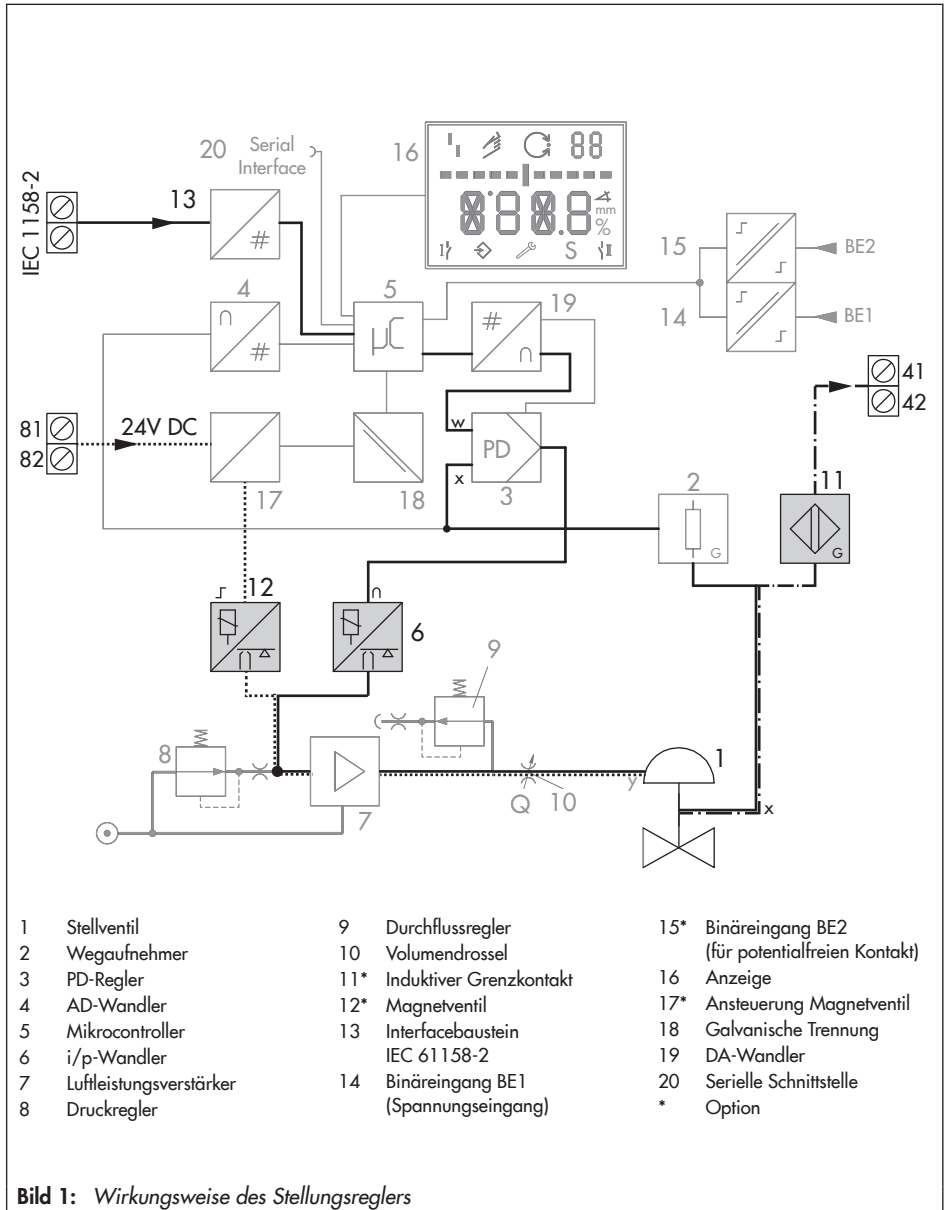 20 Serial
Interface
16
88
mm
%
S
IEC 1158-2
13
#
4
#
5
µC
19
#
15
BE2
14
BE1
41
42
81
82
24V DC
17
18
w
PD
x
3
2
G
11
G
12
6
9
8
7
Q
10
y
1
x
1 Stellventil
2 Wegaufnehmer
3 PD-Regler
4 AD-Wandler
5 Mikrocontroller
6 i/p-Wandler
7 Luftleistungsverstärker
8 Druckregler
9 Durchflussregler
10 Volumendrossel
11* Induktiver Grenzkontakt
12* Magnetventil
13 Interfacebaustein
IEC 61158-2
14 Binäreingang BE1
(Spannungseingang)
15* Binäreingang BE2
(für potentialfreien Kontakt)
16 Anzeige
17* Ansteuerung Magnetventil
18 Galvanische Trennung
19 DA-Wandler
20 Serielle Schnittstelle
* Option
Bild 1: Wirkungsweise des Stellungsreglers